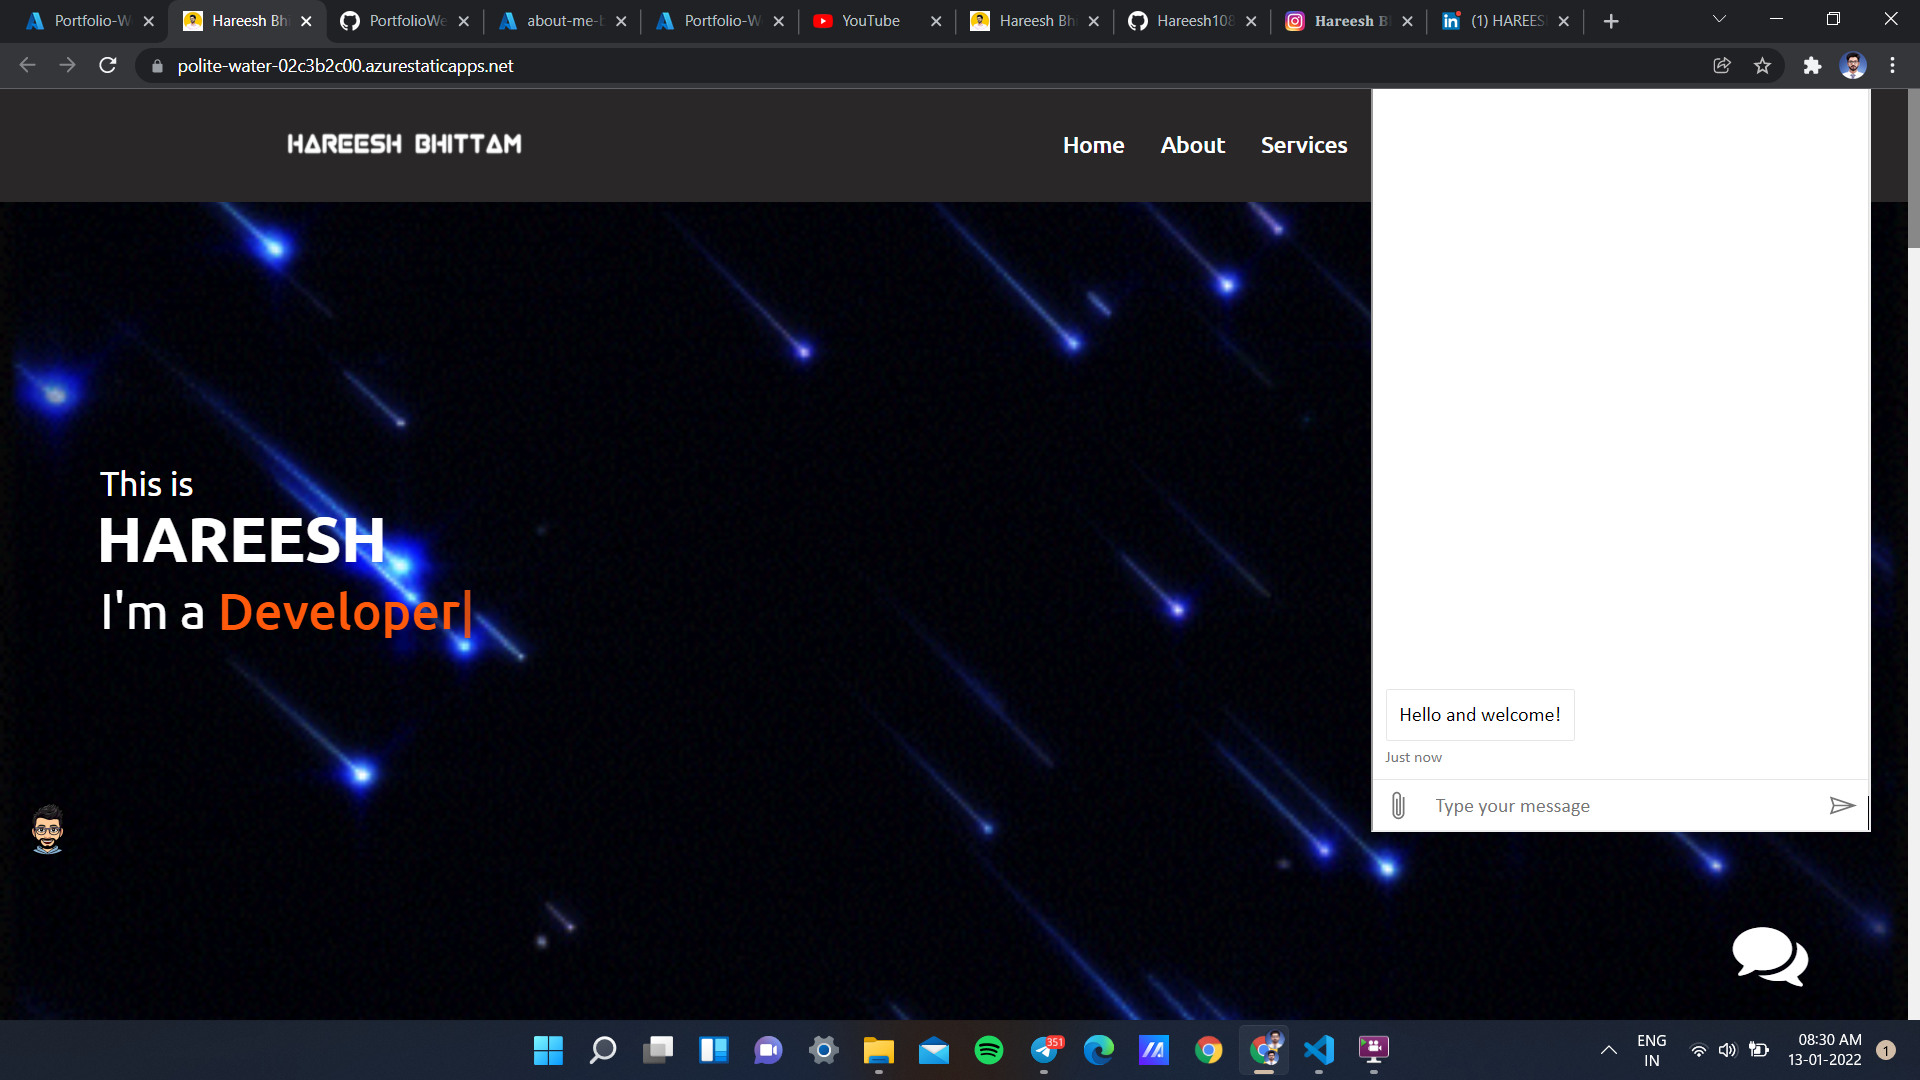 Portfolio-W
Hareesh Bh
PortfolioWe
about-me-b
Portfolio-W
YouTube
Hareesh Bh
Hareesh108
Hareesh B
(1) HAREES
polite-water-02c3b2c00.azurestaticapps.net
HAREESH BHITTAM
Home
About
Services
This is
HAREESH
I'm a Developer|
Hello and welcome!
Just now
Type your message
351
ENG
IN
08:30 AM
13-01-2022
1